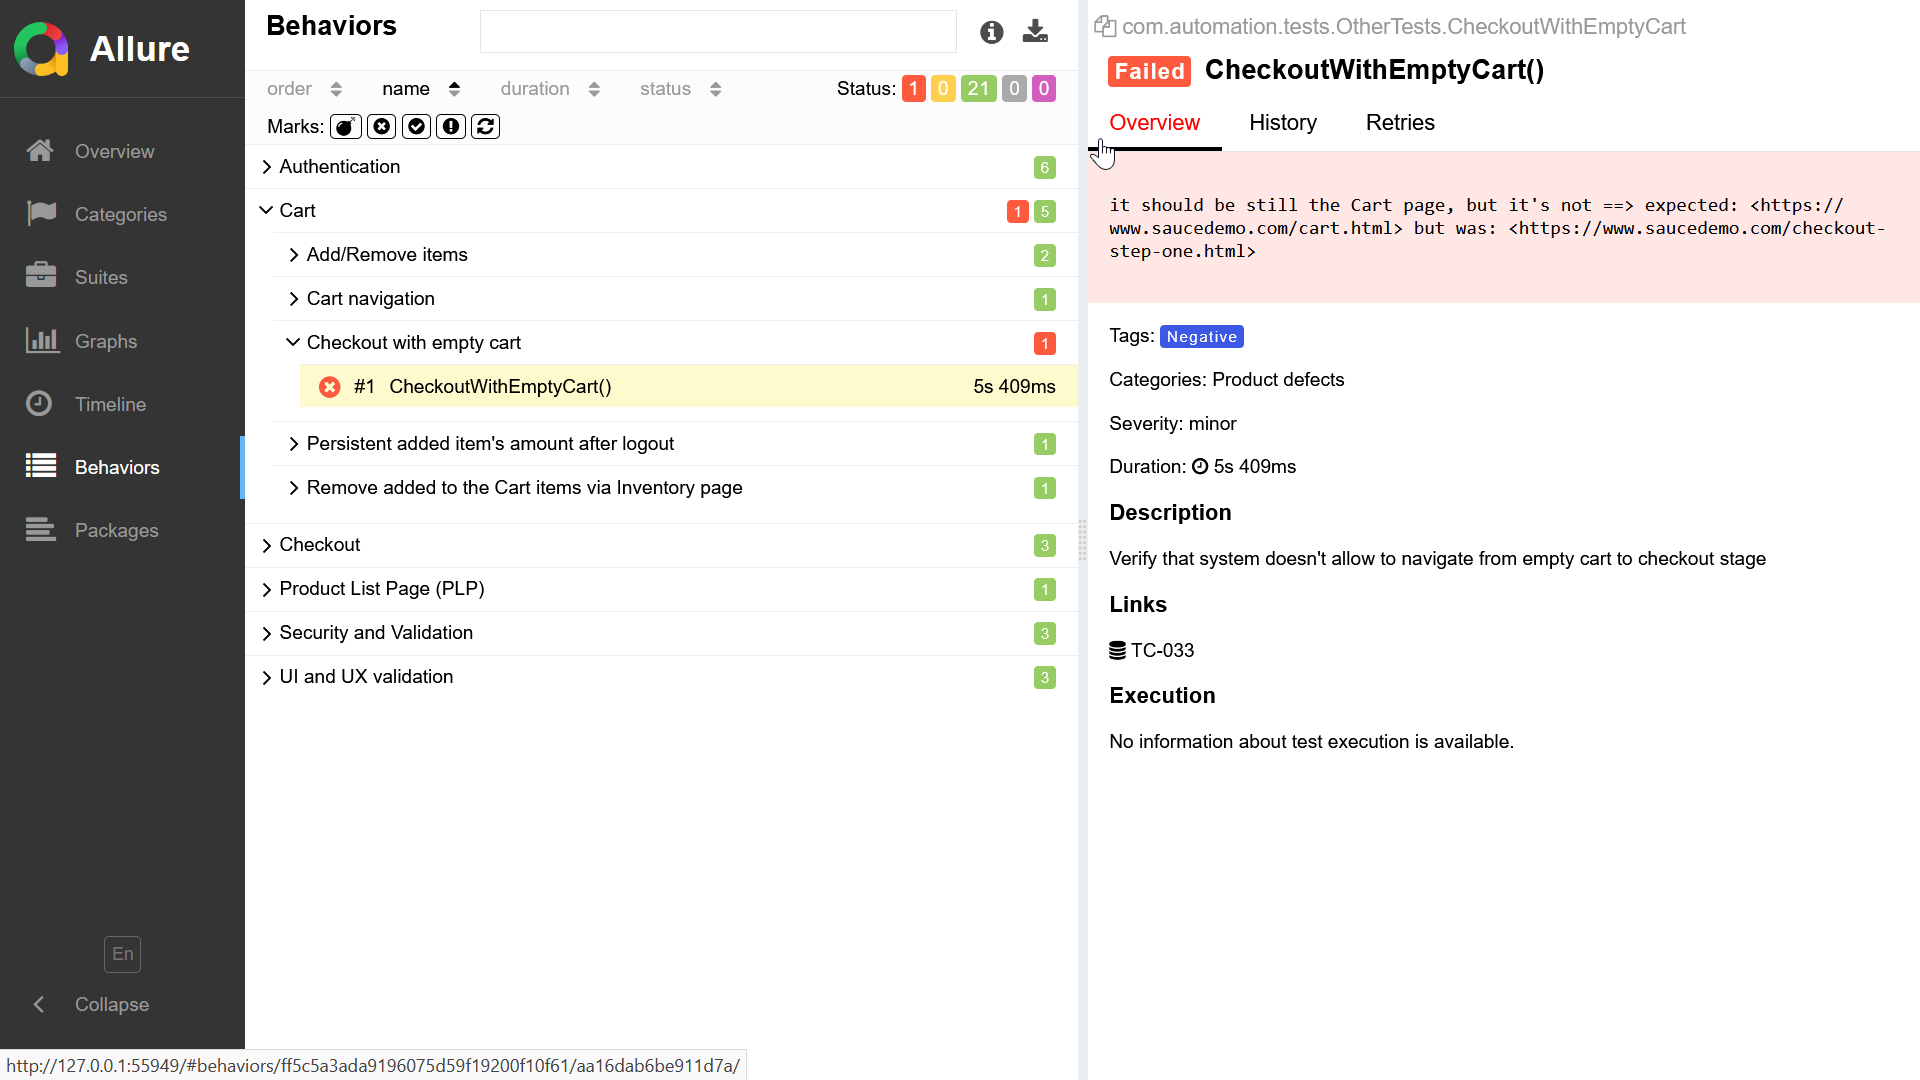 Allure
Overview
Categories
Suites
Graphs
Timeline
Behaviors
Packages
En
Collapse
Behaviors
order name duration status Status: 1 0 21 0 0
Marks:
Authentication 6
Cart 1 5
Add/Remove items 2
Cart navigation 1
Checkout with empty cart 1
#1 CheckoutWithEmptyCart() 5s 409ms
Persistent added item's amount after logout 1
Remove added to the Cart items via Inventory page 1
Checkout 3
Product List Page (PLP) 1
Security and Validation 3
UI and UX validation 3
com.automation.tests.OtherTests.CheckoutWithEmptyCart
Failed CheckoutWithEmptyCart()
Overview History Retries
it should be still the Cart page, but it's not ==> expected: <https://
www.saucedemo.com/cart.html> but was: <https://www.saucedemo.com/checkout-
step-one.html>
Tags: Negative
Categories: Product defects
Severity: minor
Duration: 5s 409ms
Description
Verify that system doesn't allow to navigate from empty cart to checkout stage
Links
TC-033
Execution
No information about test execution is available.
http://127.0.0.1:55949/#behaviors/ff5c5a3ada9196075d59f19200f10f61/aa16dab6be911d7a/